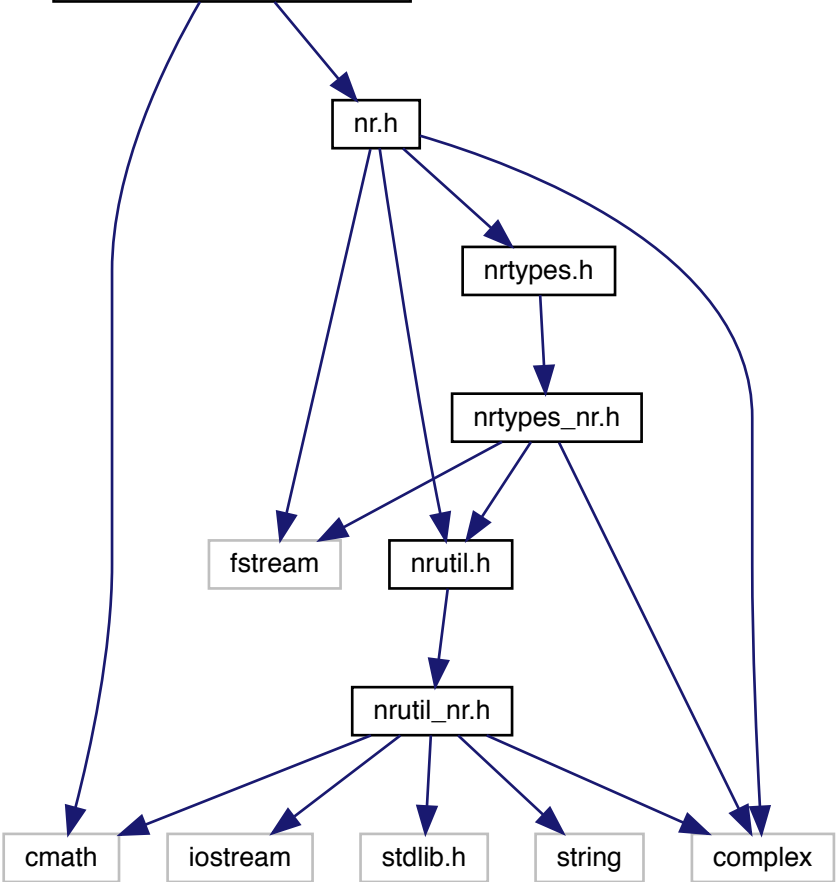 nr.h
nrtypes.h
nrtypes_nr.h
fstream
nrutil.h
nrutil_nr.h
cmath
iostream
stdlib.h
string
complex